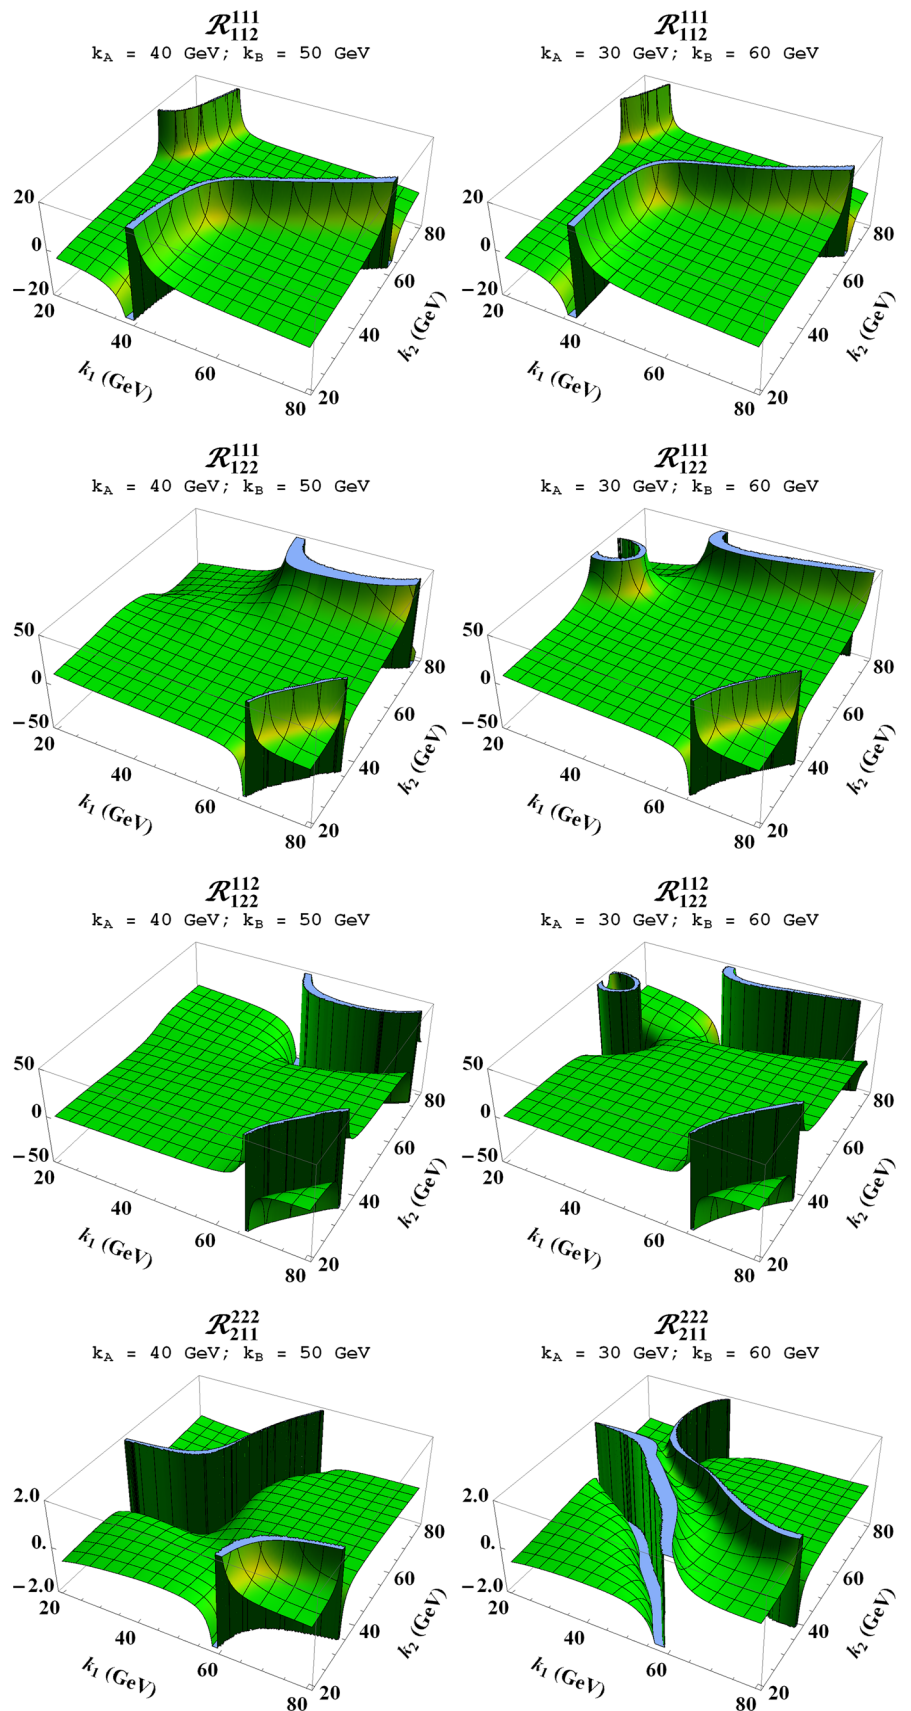 𝓡^{111}_{112}
k_A = 40 GeV; k_B = 50 GeV
20
0
−20
20
40
60
80
k_1 (GeV)
20
40
60
80
k_2 (GeV)
𝓡^{111}_{112}
k_A = 30 GeV; k_B = 60 GeV
20
0
−20
20
40
60
80
k_1 (GeV)
20
40
60
80
k_2 (GeV)
𝓡^{111}_{122}
k_A = 40 GeV; k_B = 50 GeV
50
0
−50
20
40
60
80
k_1 (GeV)
20
40
60
80
k_2 (GeV)
𝓡^{111}_{122}
k_A = 30 GeV; k_B = 60 GeV
50
0
−50
20
40
60
80
k_1 (GeV)
20
40
60
80
k_2 (GeV)
𝓡^{112}_{122}
k_A = 40 GeV; k_B = 50 GeV
50
0
−50
20
40
60
80
k_1 (GeV)
20
40
60
80
k_2 (GeV)
𝓡^{112}_{122}
k_A = 30 GeV; k_B = 60 GeV
50
0
−50
20
40
60
80
k_1 (GeV)
20
40
60
80
k_2 (GeV)
𝓡^{222}_{211}
k_A = 40 GeV; k_B = 50 GeV
2.0
0.
−2.0
20
40
60
80
k_1 (GeV)
20
40
60
80
k_2 (GeV)
𝓡^{222}_{211}
k_A = 30 GeV; k_B = 60 GeV
2.0
0.
−2.0
20
40
60
80
k_1 (GeV)
20
40
60
80
k_2 (GeV)